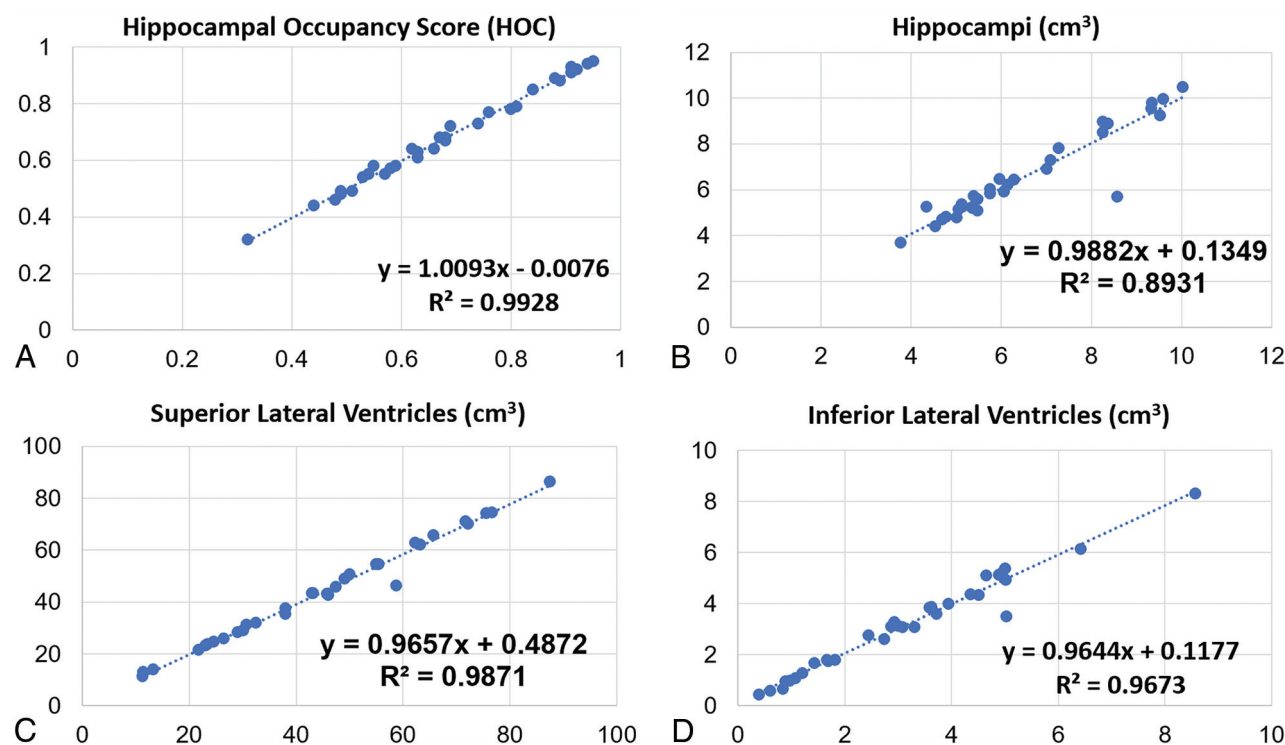 Hippocampal Occupancy Score (HOC)
1
0.8
0.6
0.4
0.2
0
y = 1.0093x - 0.0076
R² = 0.9928
A
0 0.2 0.4 0.6 0.8 1
Hippocampi (cm³)
12
10
8
6
4
2
0
y = 0.9882x + 0.1349
R² = 0.8931
B
0 2 4 6 8 10 12
Superior Lateral Ventricles (cm³)
100
80
60
40
20
0
y = 0.9657x + 0.4872
R² = 0.9871
C
0 20 40 60 80 100
Inferior Lateral Ventricles (cm³)
10
8
6
4
2
0
y = 0.9644x + 0.1177
R² = 0.9673
D
0 2 4 6 8 10